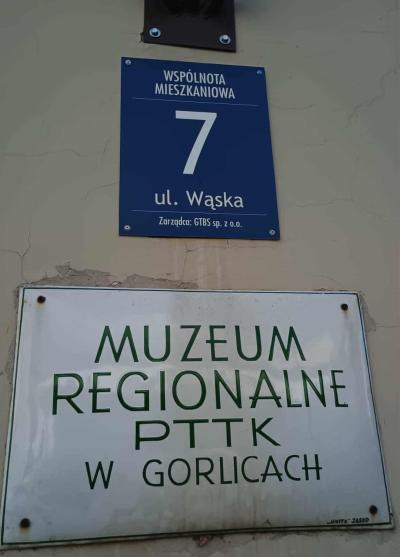 WSPÓLNOTA
MIESZKANIOWA
7
ul. Wąska
Zarządca: GTBS sp. z o.o.
MUZEUM
REGIONALNE
PTTK
W GORLICACH